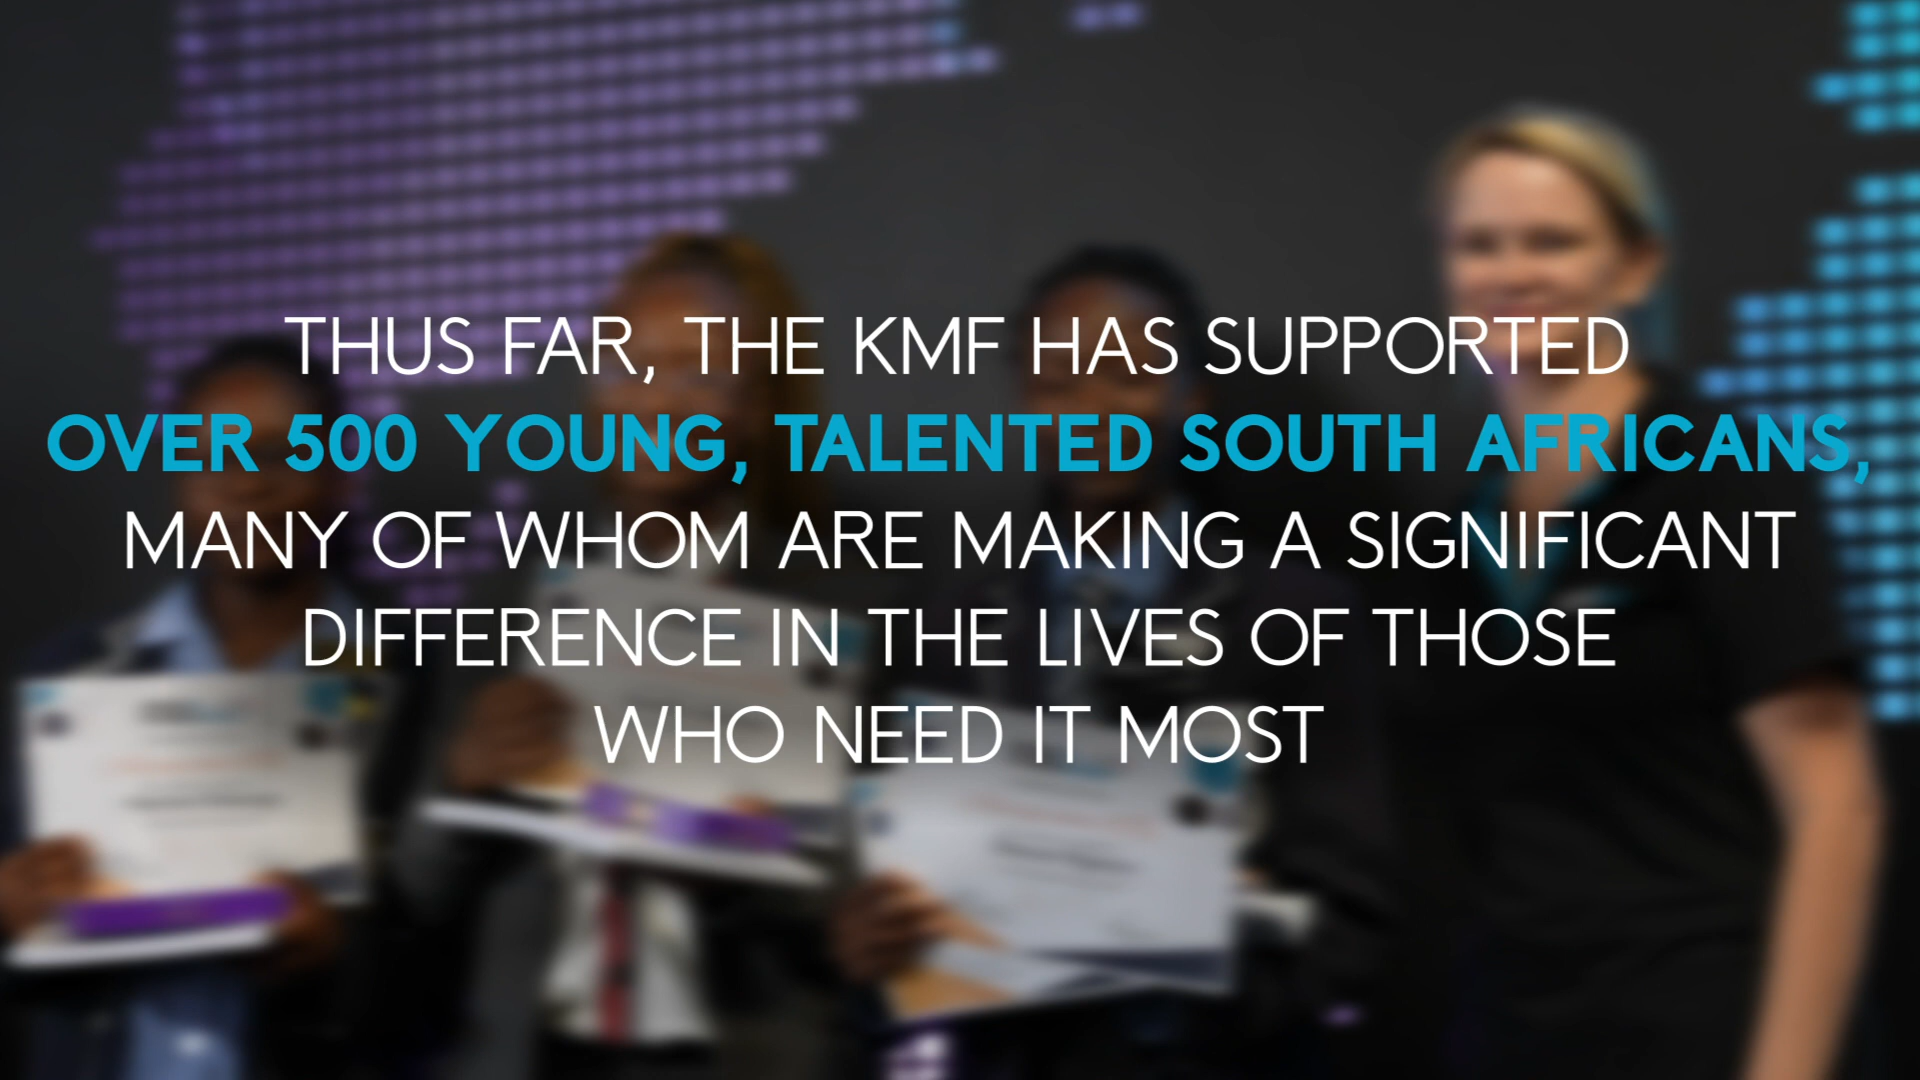 THUS FAR, THE KMF HAS SUPPORTED
OVER 500 YOUNG, TALENTED SOUTH AFRICANS,
MANY OF WHOM ARE MAKING A SIGNIFICANT
DIFFERENCE IN THE LIVES OF THOSE
WHO NEED IT MOST